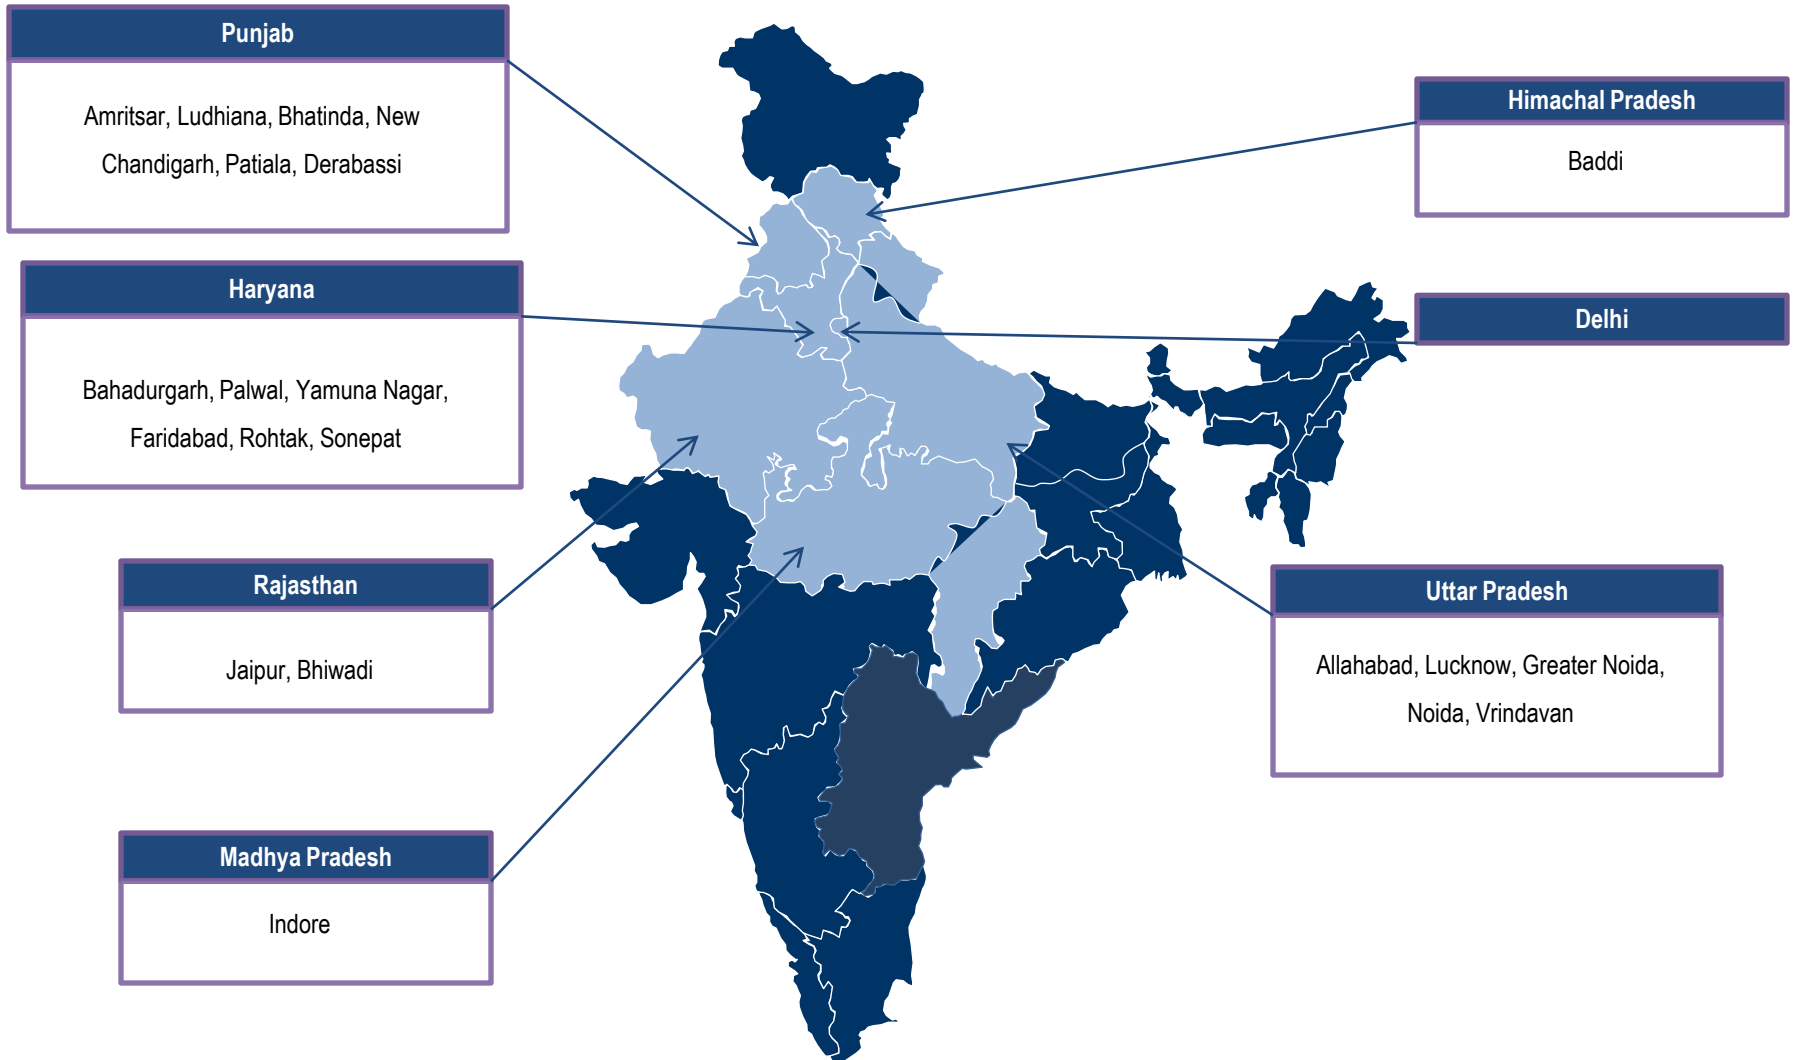 Punjab
Amritsar, Ludhiana, Bhatinda, New
Chandigarh, Patiala, Derabassi
Himachal Pradesh
Baddi
Haryana
Bahadurgarh, Palwal, Yamuna Nagar,
Faridabad, Rohtak, Sonepat
Delhi
Rajasthan
Jaipur, Bhiwadi
Uttar Pradesh
Allahabad, Lucknow, Greater Noida,
Noida, Vrindavan
Madhya Pradesh
Indore